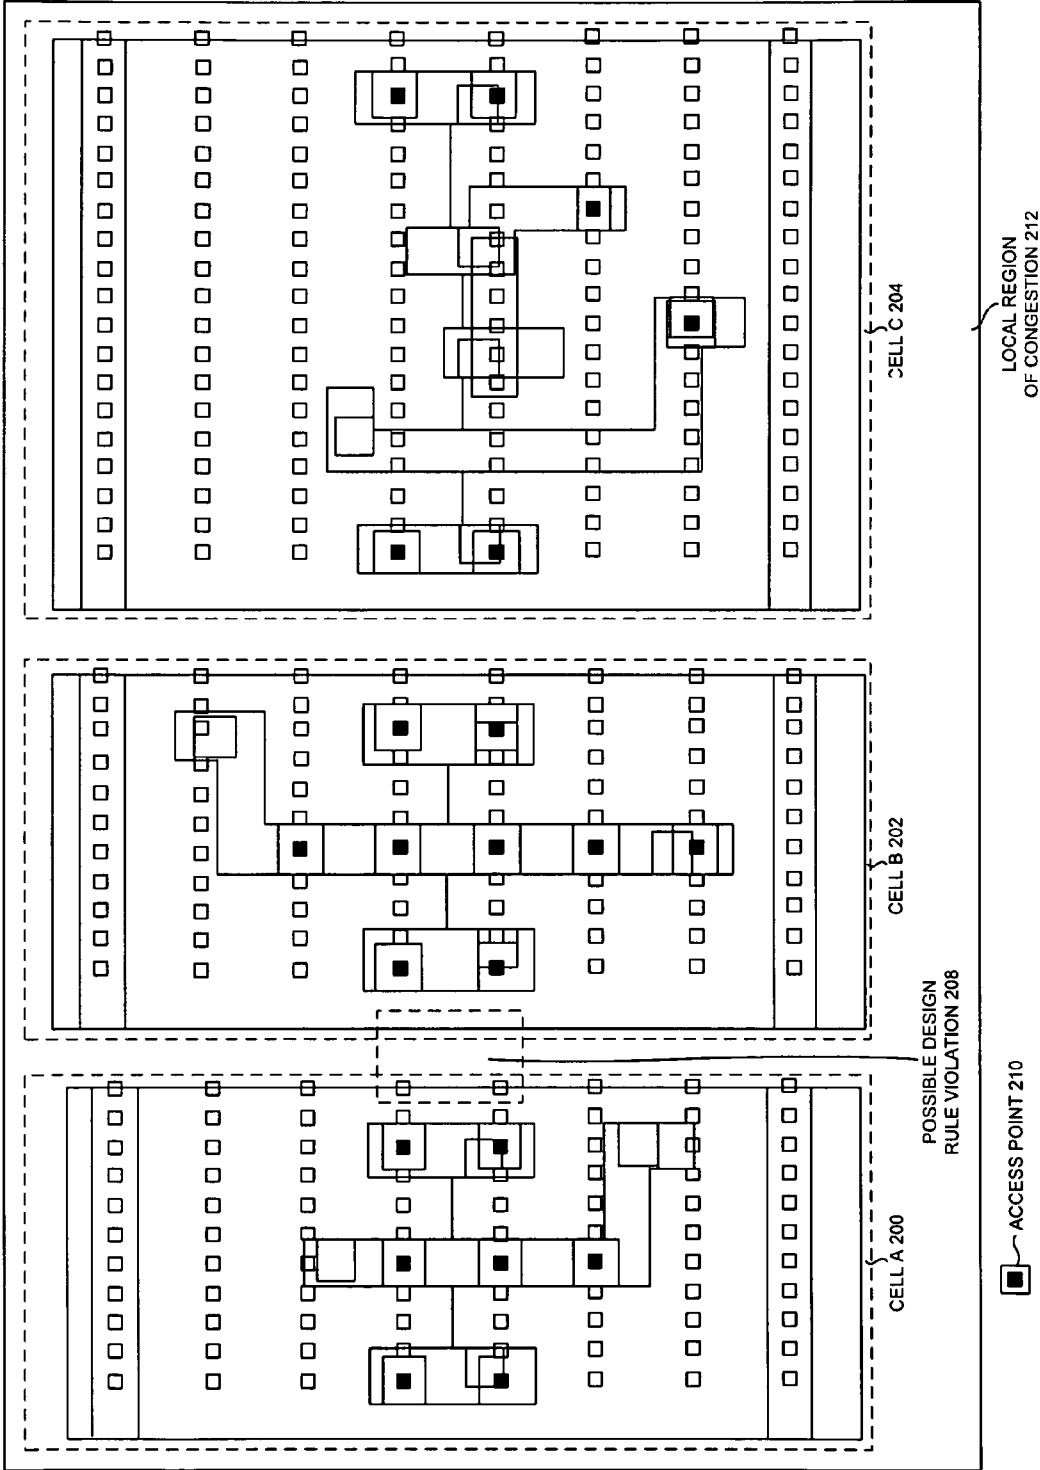 CELL A 200
CELL B 202
CELL C 204
POSSIBLE DESIGN
RULE VIOLATION 208
LOCAL REGION
OF CONGESTION 212
ACCESS POINT 210